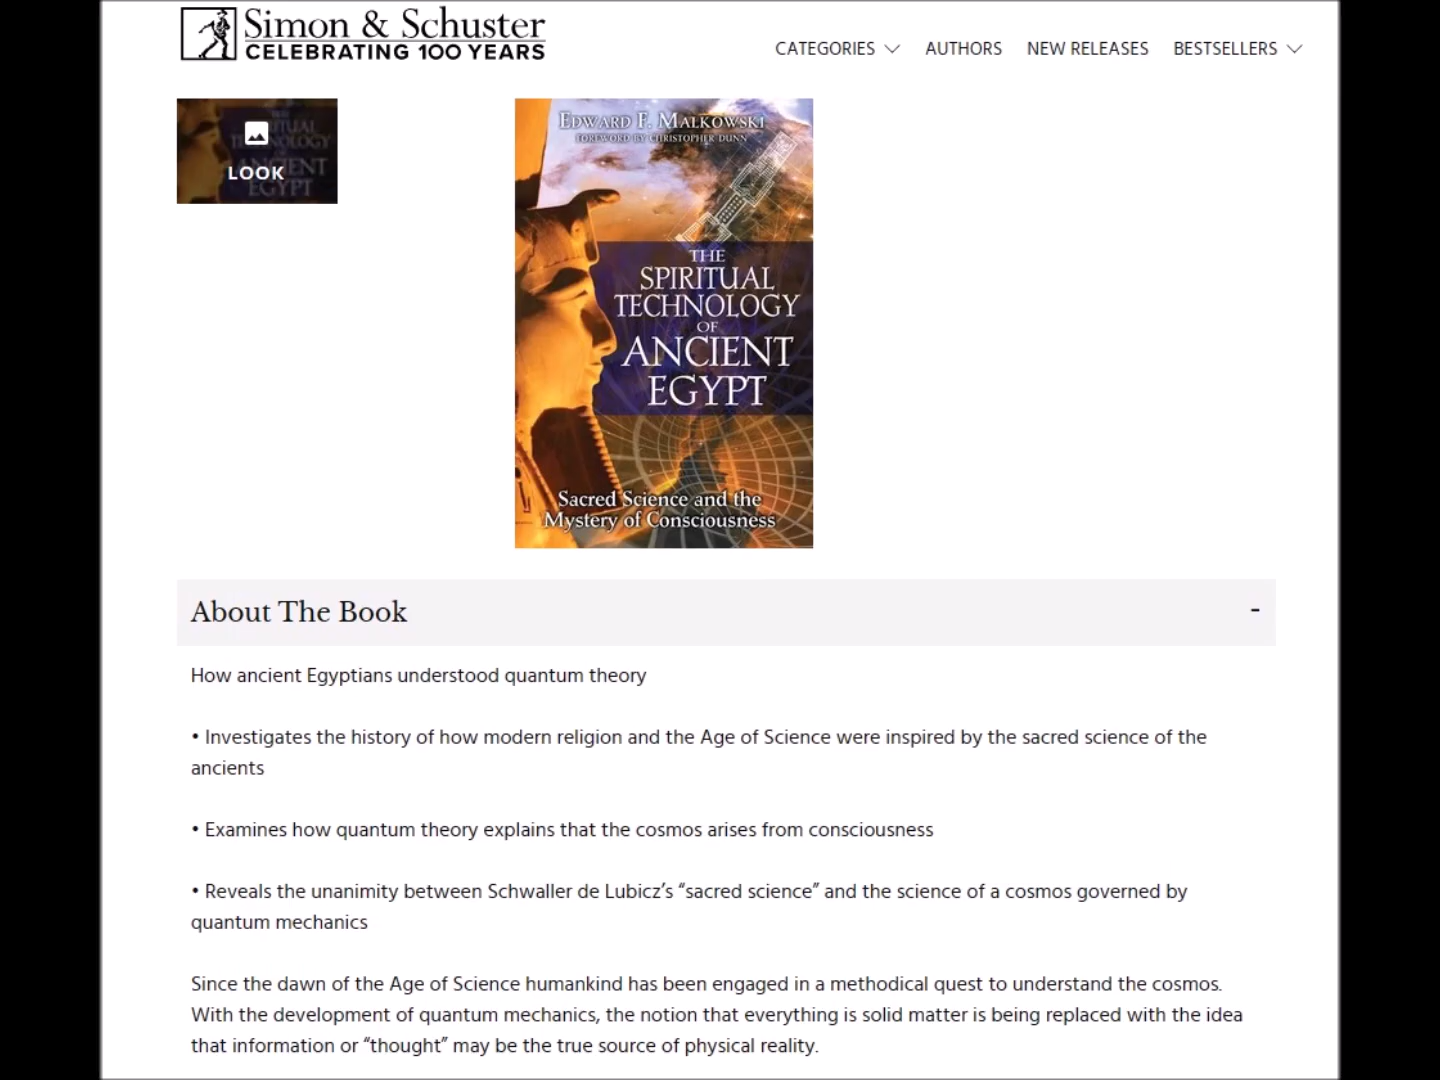 Simon & Schuster
CELEBRATING 100 YEARS
CATEGORIES
AUTHORS
NEW RELEASES
BESTSELLERS
LOOK
EDWARD F. MALKOWSKI
FOREWORD BY CHRISTOPHER DUNN
THE
SPIRITUAL
TECHNOLOGY
OF
ANCIENT
EGYPT
Sacred Science and the
Mystery of Consciousness
About The Book
-
How ancient Egyptians understood quantum theory
• Investigates the history of how modern religion and the Age of Science were inspired by the sacred science of the
ancients
• Examines how quantum theory explains that the cosmos arises from consciousness
• Reveals the unanimity between Schwaller de Lubicz’s “sacred science” and the science of a cosmos governed by
quantum mechanics
Since the dawn of the Age of Science humankind has been engaged in a methodical quest to understand the cosmos.
With the development of quantum mechanics, the notion that everything is solid matter is being replaced with the idea
that information or “thought” may be the true source of physical reality.